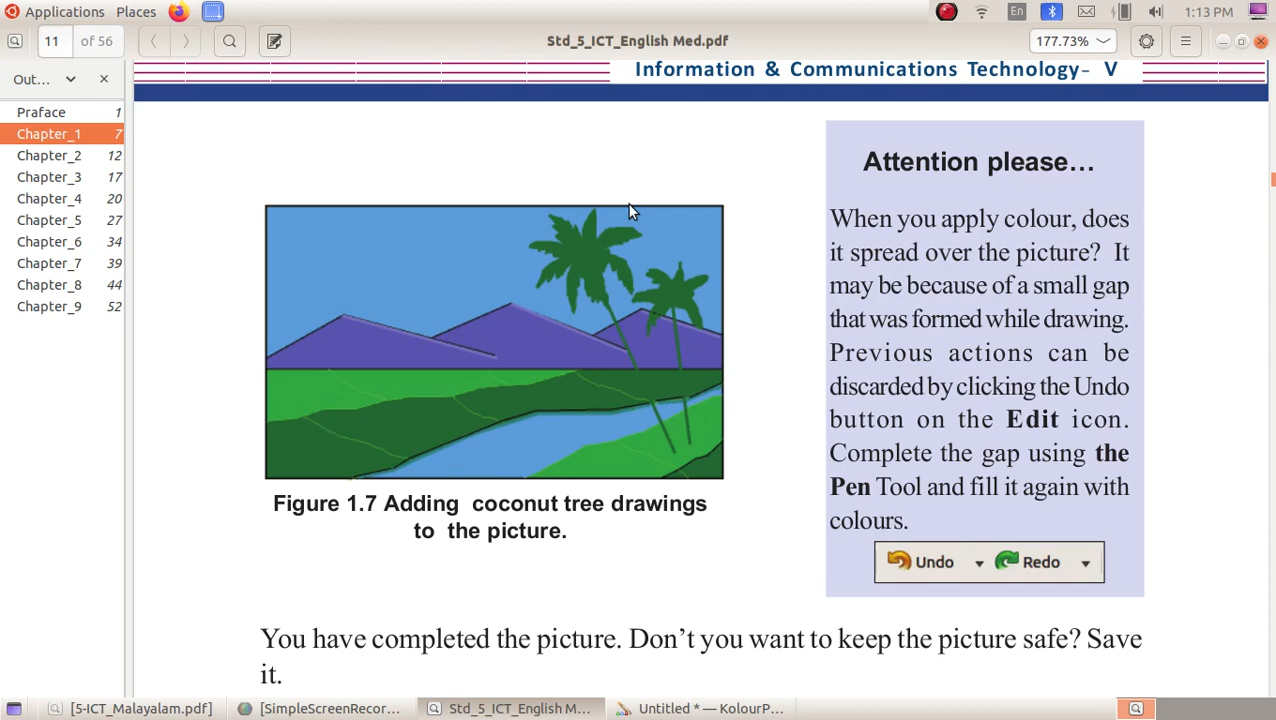 Applications Places En 1:13 PM
11 of 56 Std_5_ICT_English Med.pdf 177.73%
Out...
Praface 1
Chapter_1 7
Chapter_2 12
Chapter_3 17
Chapter_4 20
Chapter_5 27
Chapter_6 34
Chapter_7 39
Chapter_8 44
Chapter_9 52
Information & Communications Technology– V
Attention please…
When you apply colour, does
it spread over the picture? It
may be because of a small gap
that was formed while drawing.
Previous actions can be
discarded by clicking the Undo
button on the Edit icon.
Complete the gap using the
Pen Tool and fill it again with
colours.
Undo Redo
Figure 1.7 Adding coconut tree drawings
to the picture.
You have completed the picture. Don’t you want to keep the picture safe? Save
it.
[5-ICT_Malayalam.pdf] [SimpleScreenRecor... Std_5_ICT_English M... Untitled * — KolourP...